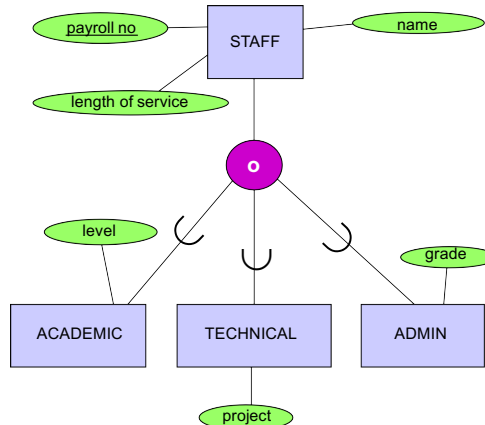 payroll no
STAFF
name
length of service
o
level
grade
ACADEMIC
TECHNICAL
ADMIN
project